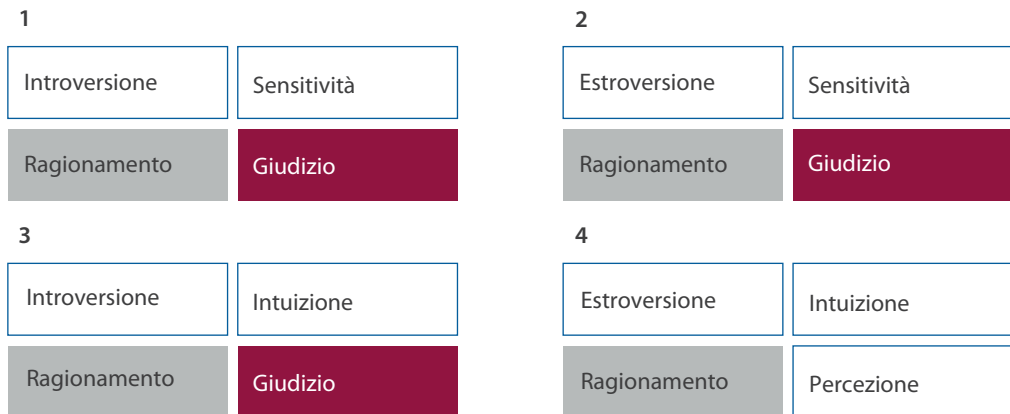 1
Introversione
Sensitività
Ragionamento
Giudizio
2
Estroversione
Sensitività
Ragionamento
Giudizio
3
Introversione
Intuizione
Ragionamento
Giudizio
4
Estroversione
Intuizione
Ragionamento
Percezione